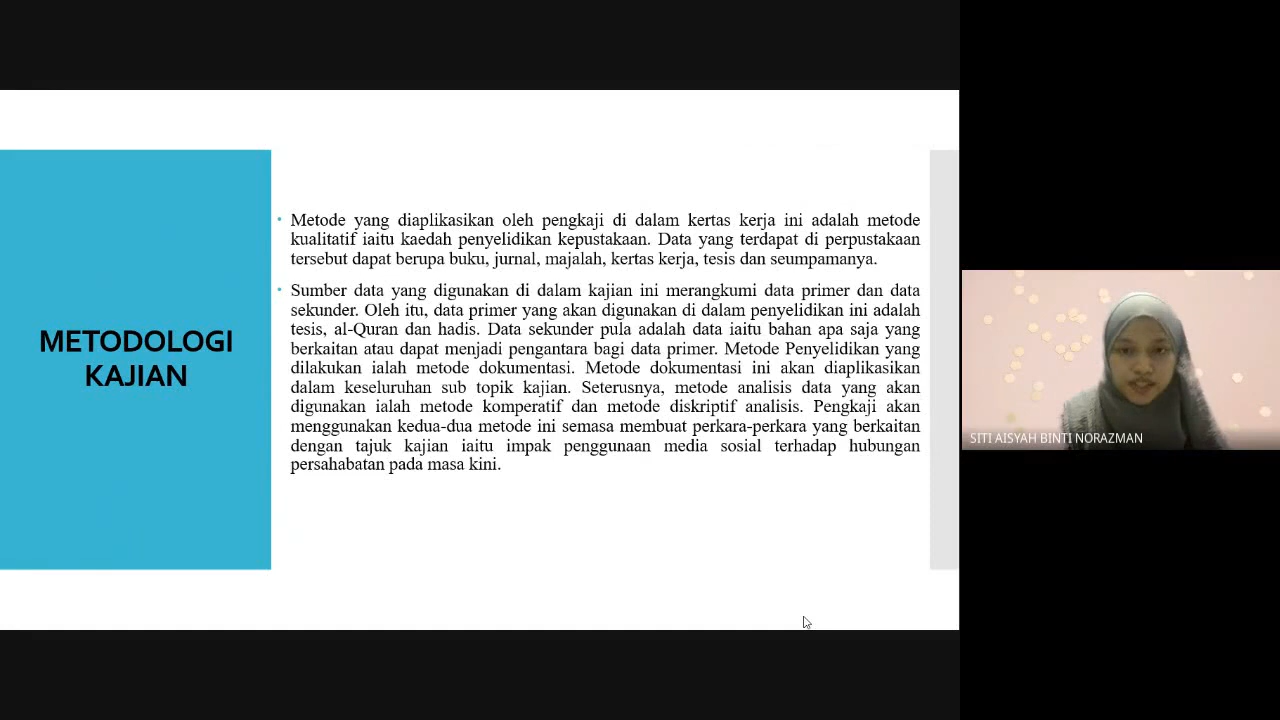 METODOLOGI
KAJIAN
• Metode yang diaplikasikan oleh pengkaji di dalam kertas kerja ini adalah metode
kualitatif iaitu kaedah penyelidikan kepustakaan. Data yang terdapat di perpustakaan
tersebut dapat berupa buku, jurnal, majalah, kertas kerja, tesis dan seumpamanya.
• Sumber data yang digunakan di dalam kajian ini merangkumi data primer dan data
sekunder. Oleh itu, data primer yang akan digunakan di dalam penyelidikan ini adalah
tesis, al-Quran dan hadis. Data sekunder pula adalah data iaitu bahan apa saja yang
berkaitan atau dapat menjadi pengantara bagi data primer. Metode Penyelidikan yang
dilakukan ialah metode dokumentasi. Metode dokumentasi ini akan diaplikasikan
dalam keseluruhan sub topik kajian. Seterusnya, metode analisis data yang akan
digunakan ialah metode komperatif dan metode diskriptif analisis. Pengkaji akan
menggunakan kedua-dua metode ini semasa membuat perkara-perkara yang berkaitan
dengan tajuk kajian iaitu impak penggunaan media sosial terhadap hubungan
persahabatan pada masa kini.
SITI AISYAH BINTI NORAZMAN